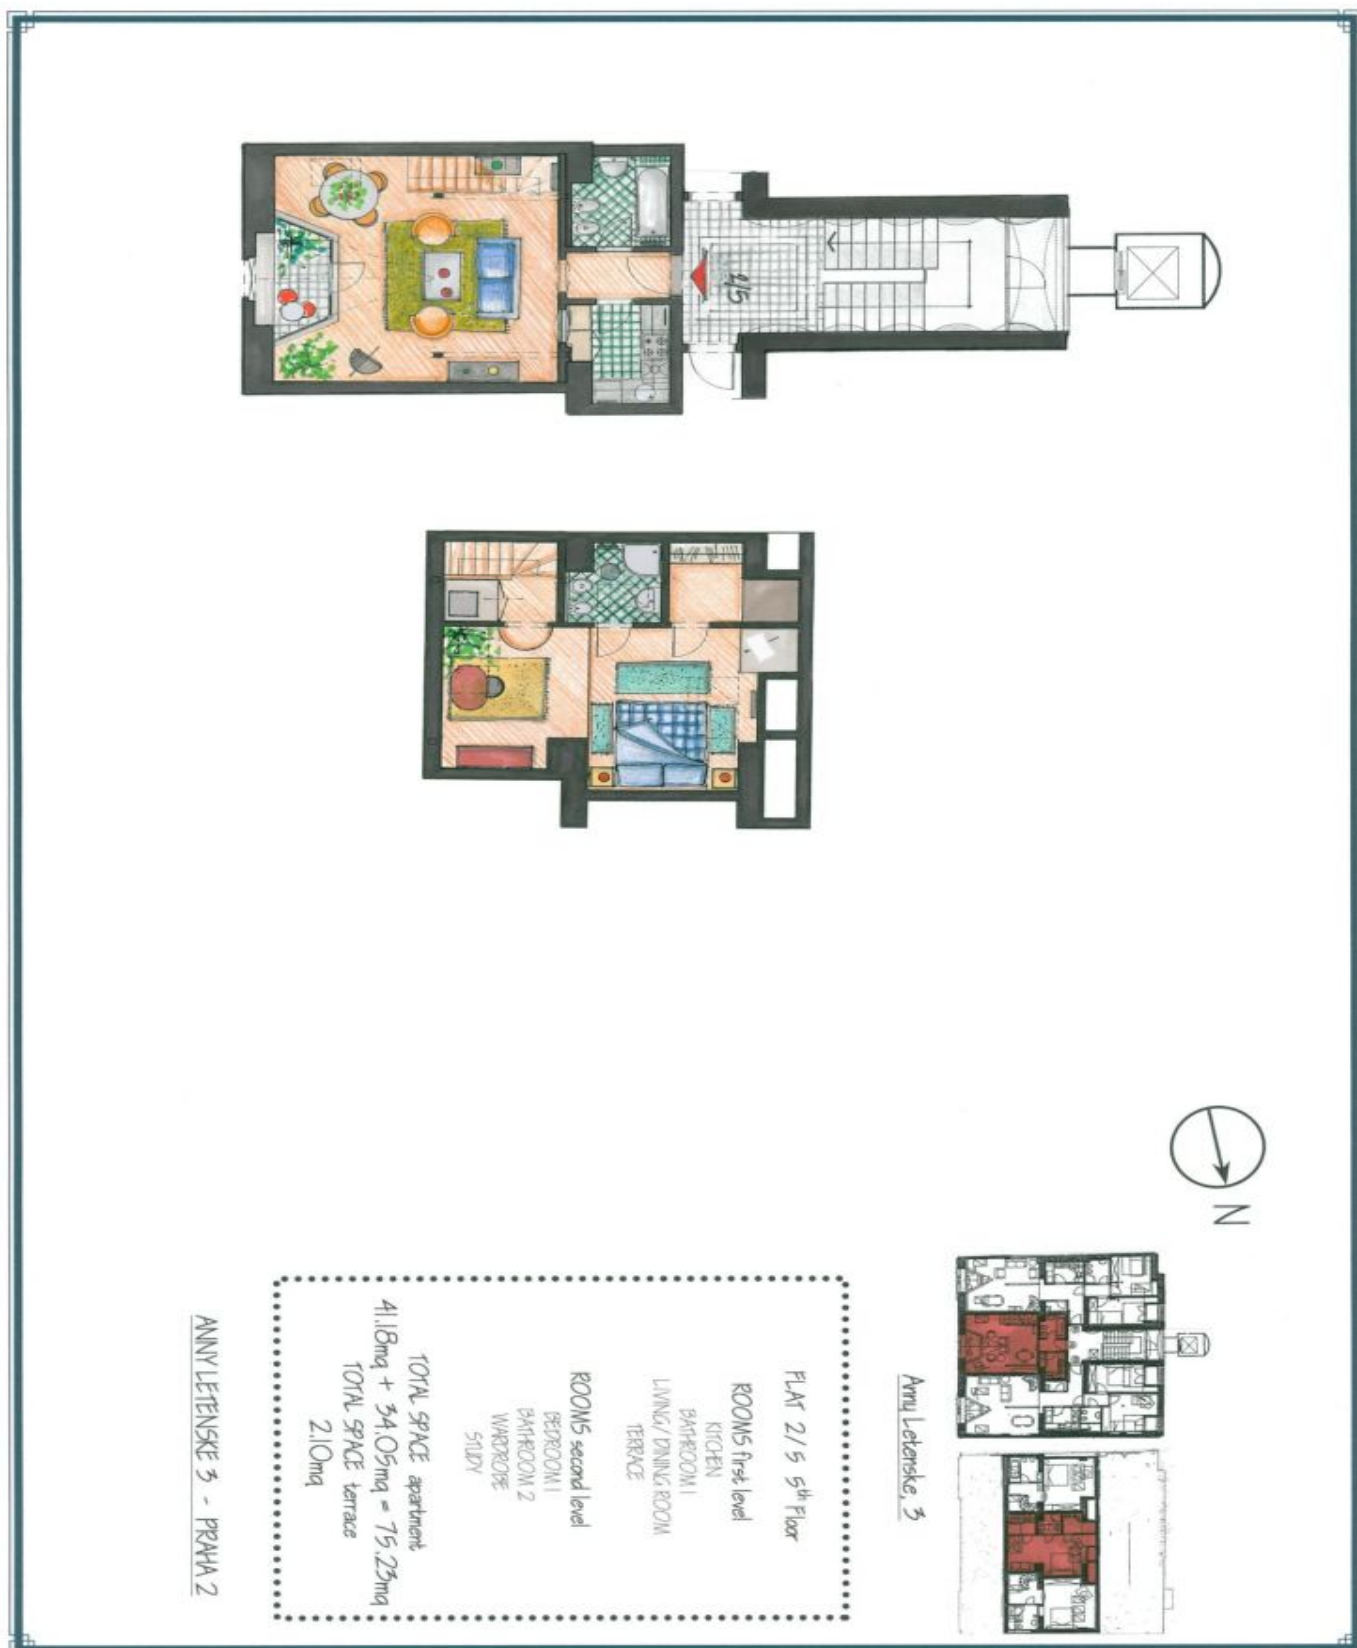 2/5
N
Anny Letenske, 3
FLAT 2/5 5th Floor
ROOMS first level
KITCHEN
BATHROOM 1
LIVING / DINING ROOM
TERRACE
ROOMS second level
BEDROOM 1
BATHROOM 2
WARDROBE
STUDY
TOTAL SPACE apartment
41.18mq + 34.05mq = 75.23mq
TOTAL SPACE terrace
2.10mq
ANNY LETENSKE 3 - PRAHA 2